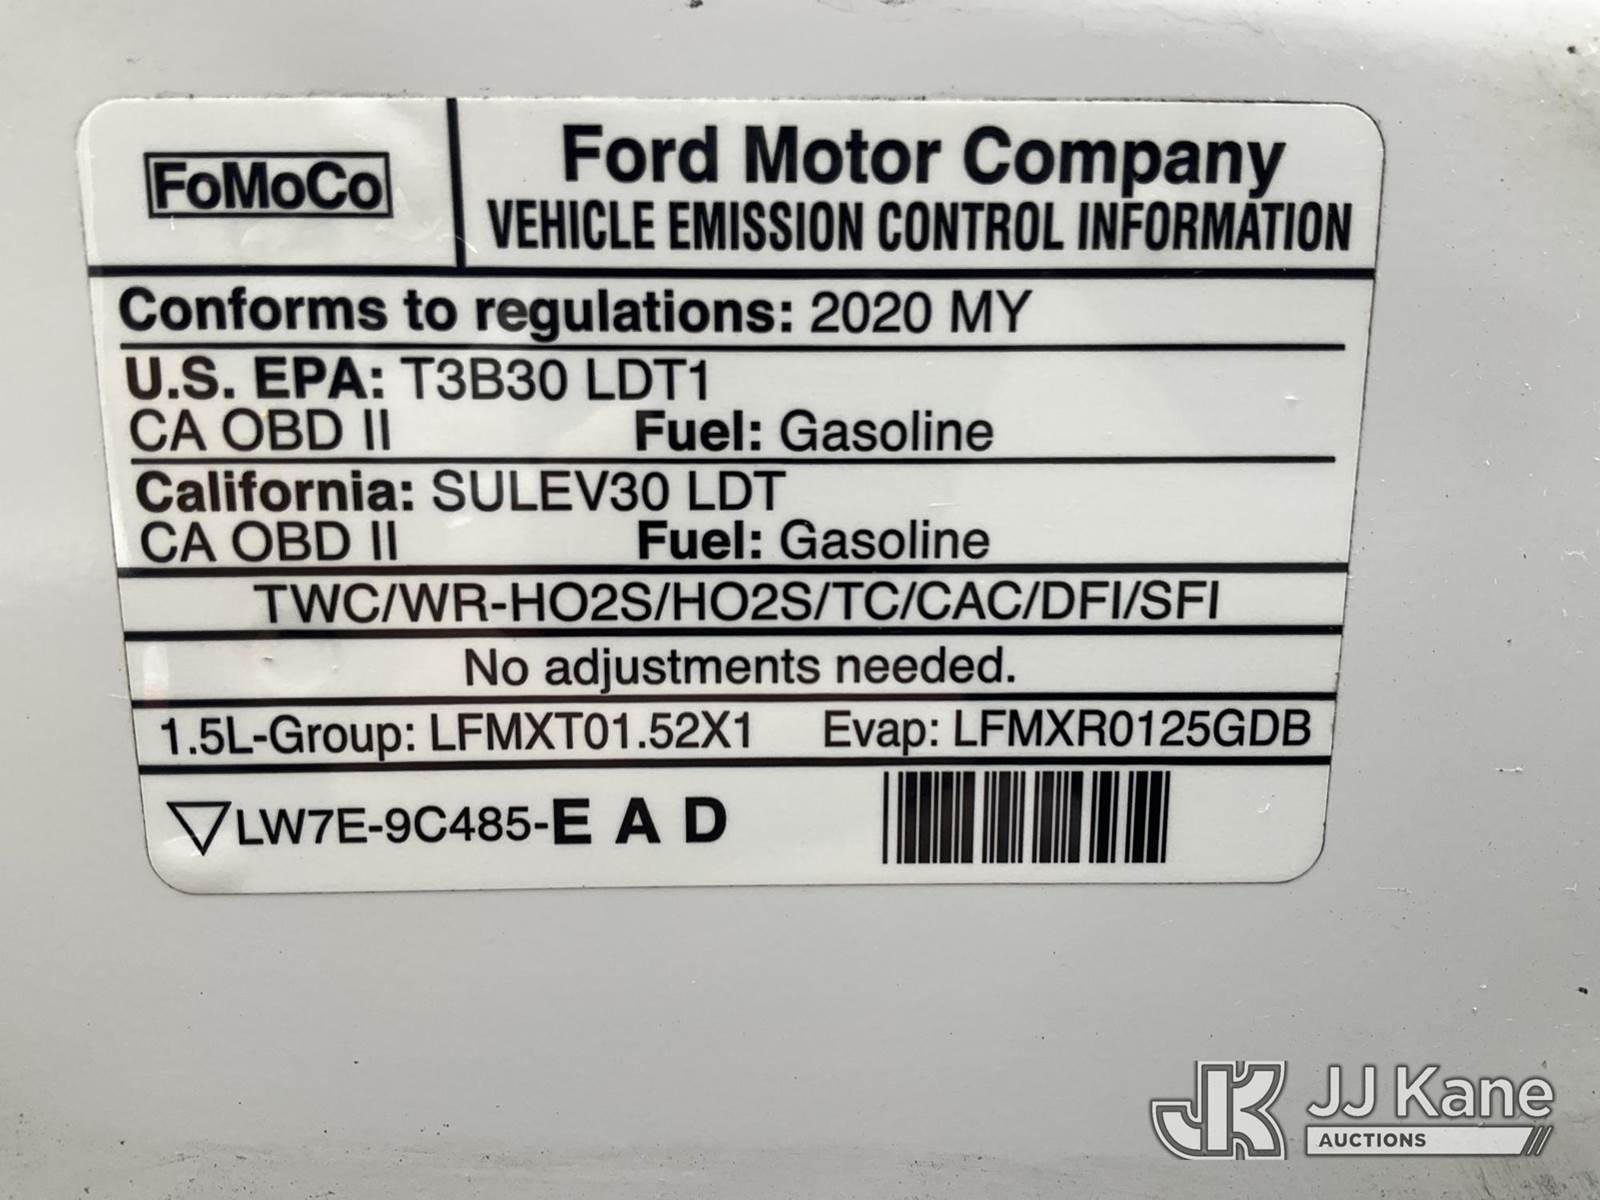 FoMoCo
Ford Motor Company
VEHICLE EMISSION CONTROL INFORMATION
Conforms to regulations: 2020 MY
U.S. EPA: T3B30 LDT1
CA OBD II Fuel: Gasoline
California: SULEV30 LDT
CA OBD II Fuel: Gasoline
TWC/WR-HO2S/HO2S/TC/CAC/DFI/SFI
No adjustments needed.
1.5L-Group: LFMXT01.52X1 Evap: LFMXR0125GDB
LW7E-9C485-E A D
JK JJ Kane
AUCTIONS